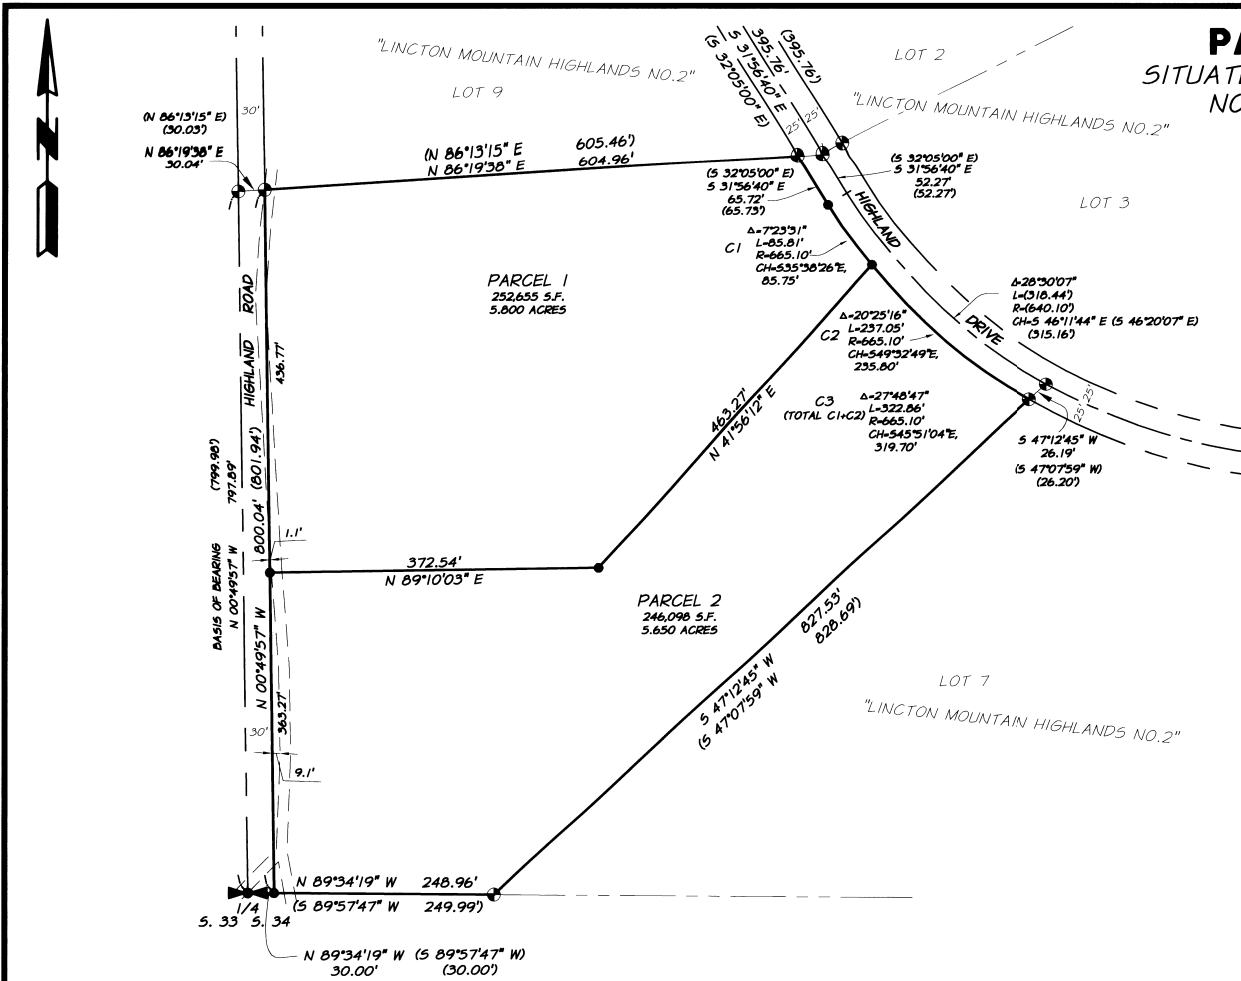 "LINCTON MOUNTAIN HIGHLANDS NO.2"
LOT 9
(S 32°05'00" E)
S 31°56'40" E
395.76'
(395.76')
LOT 2
"LINCTON MOUNTAIN HIGHLANDS NO.2"
PA
SITUATE
NO
N
(N 86°13'15" E)
(30.03')
N 86°19'38" E
30.04'
30'
(N 86°13'15" E 605.46')
N 86°19'38" E 604.96'
25' 25'
(S 32°05'00" E)
S 31°56'40" E
65.72'
(65.73')
(S 32°05'00" E)
S 31°56'40" E
52.27'
(52.27')
LOT 3
HIGHLAND
DRIVE
C1
Δ=7°23'31"
L=85.81'
R=665.10'
CH=S35°38'26"E,
85.75'
PARCEL 1
252,655 S.F.
5.800 ACRES
C2
Δ=20°25'16"
L=237.05'
R=665.10'
CH=S49°32'49"E,
235.80'
Δ=28°30'07"
L=(318.44')
R=(640.10')
CH=S 46°11'44" E (S 46°20'07" E)
(315.16')
C3
(TOTAL C1+C2)
Δ=27°48'47"
L=322.86'
R=665.10'
CH=S45°51'04"E,
319.70'
25' 25'
S 47°12'45" W
26.19'
(S 47°07'59" W)
(26.20')
HIGHLAND ROAD
436.77'
463.27'
N 41°56'12" E
(799.98')
797.89'
BASIS OF BEARING
N 00°49'57" W
N 00°49'57" W 800.04' (801.94')
1.1'
372.54'
N 89°10'03" E
PARCEL 2
246,098 S.F.
5.650 ACRES
827.53'
828.69')
S 47°12'45" W
(S 47°07'59" W
LOT 7
"LINCTON MOUNTAIN HIGHLANDS NO.2"
363.27'
30'
9.1'
N 89°34'19" W 248.96'
(S 89°57'47" W 249.99')
1/4
S. 33 S. 34
N 89°34'19" W (S 89°57'47" W)
30.00' (30.00')